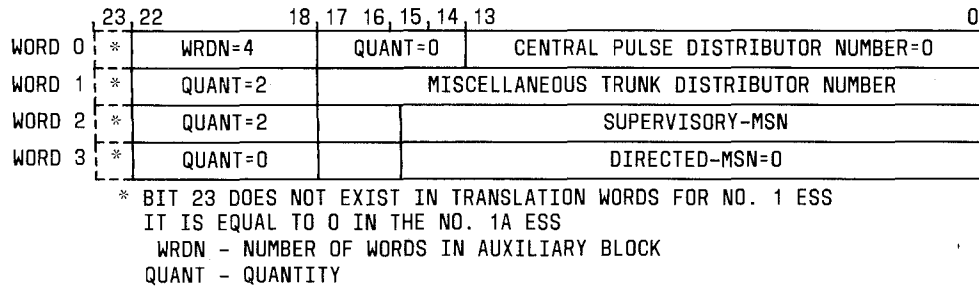 23 22 18 17 16 15 14 13 0
WORD 0 * WRDN=4 QUANT=0 CENTRAL PULSE DISTRIBUTOR NUMBER=0
WORD 1 * QUANT=2 MISCELLANEOUS TRUNK DISTRIBUTOR NUMBER
WORD 2 * QUANT=2 SUPERVISORY-MSN
WORD 3 * QUANT=0 DIRECTED-MSN=0
* BIT 23 DOES NOT EXIST IN TRANSLATION WORDS FOR NO. 1 ESS
IT IS EQUAL TO 0 IN THE NO. 1A ESS
WRDN - NUMBER OF WORDS IN AUXILIARY BLOCK
QUANT - QUANTITY